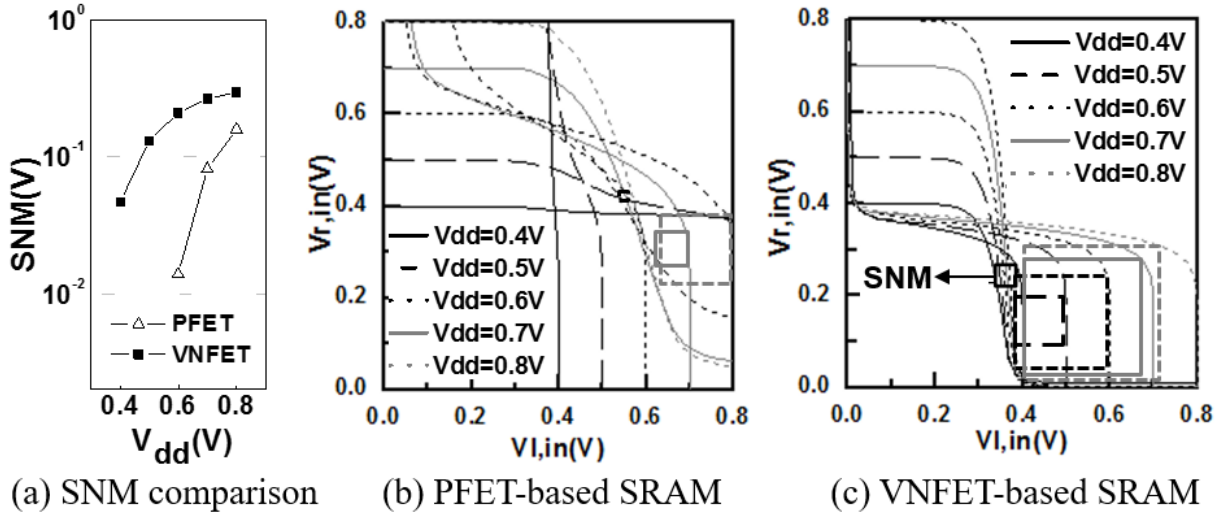 10⁰
10⁻¹
10⁻²
SNM(V)
PFET
VNFET
0.4 0.6 0.8
Vdd(V)
(a) SNM comparison
0.8
0.6
0.4
0.2
0.0
Vr,in(V)
Vdd=0.4V
Vdd=0.5V
Vdd=0.6V
Vdd=0.7V
Vdd=0.8V
0.0 0.2 0.4 0.6 0.8
Vl,in(V)
(b) PFET-based SRAM
0.8
0.6
0.4
0.2
0.0
Vr,in(V)
Vdd=0.4V
Vdd=0.5V
Vdd=0.6V
Vdd=0.7V
Vdd=0.8V
SNM
0.0 0.2 0.4 0.6 0.8
Vl,in(V)
(c) VNFET-based SRAM